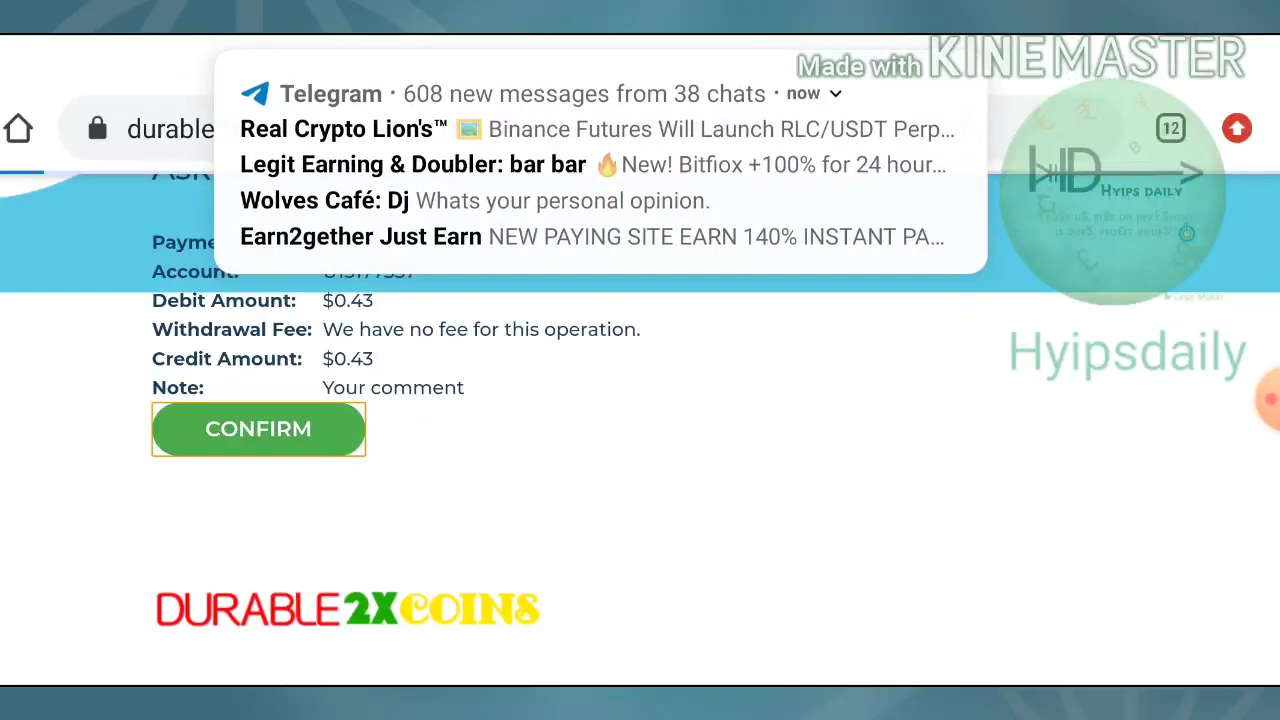 Made with KINEMASTER
Telegram · 608 new messages from 38 chats · now
durable
12
Real Crypto Lion's™ 🖼️ Binance Futures Will Launch RLC/USDT Perp...
Legit Earning & Doubler: bar bar 🔥New! Bitfiox +100% for 24 hour...
Wolves Café: Dj Whats your personal opinion.
Earn2gether Just Earn NEW PAYING SITE EARN 140% INSTANT PA...
HD
HYIPS DAILY
Hyipsdaily
Payme
Account:
Debit Amount: $0.43
Withdrawal Fee: We have no fee for this operation.
Credit Amount: $0.43
Note: Your comment
CONFIRM
DURABLE2XCOINS